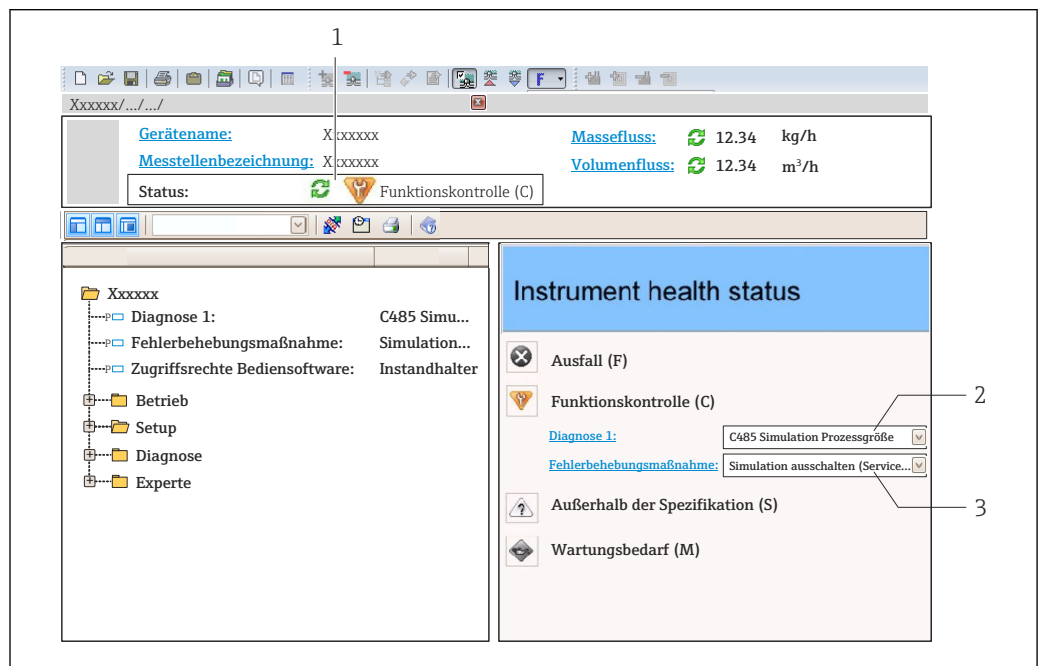 1
F
Xxxxxx/.../.../
Gerätename: Xxxxxxx
Messtellenbezeichnung: Xxxxxxx
Status: Funktionskontrolle (C)
Massefluss: 12.34 kg/h
Volumenfluss: 12.34 m³/h
Xxxxxx
P Diagnose 1: C485 Simu...
P Fehlerbehebungsmaßnahme: Simulation...
P Zugriffsrechte Bediensoftware: Instandhalter
Betrieb
Setup
Diagnose
Experte
Instrument health status
Ausfall (F)
Funktionskontrolle (C)
Diagnose 1: C485 Simulation Prozessgröße
2
Fehlerbehebungsmaßnahme: Simulation ausschalten (Service...
3
Außerhalb der Spezifikation (S)
Wartungsbedarf (M)